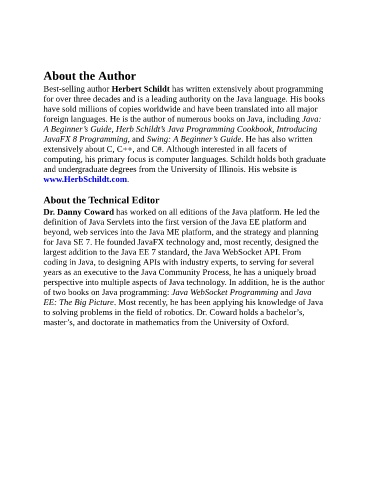 About the Author
Best-selling author Herbert Schildt has written extensively about programming
for over three decades and is a leading authority on the Java language. His books
have sold millions of copies worldwide and have been translated into all major
foreign languages. He is the author of numerous books on Java, including Java:
A Beginner's Guide, Herb Schildt's Java Programming Cookbook, Introducing
JavaFX 8 Programming, and Swing: A Beginner's Guide. He has also written
extensively about C, C++, and C#. Although interested in all facets of
computing, his primary focus is computer languages. Schildt holds both graduate
and undergraduate degrees from the University of Illinois. His website is
www.HerbSchildt.com.
About the Technical Editor
Dr. Danny Coward has worked on all editions of the Java platform. He led the
definition of Java Servlets into the first version of the Java EE platform and
beyond, web services into the Java ME platform, and the strategy and planning
for Java SE 7. He founded JavaFX technology and, most recently, designed the
largest addition to the Java EE 7 standard, the Java WebSocket API. From
coding in Java, to designing APIs with industry experts, to serving for several
years as an executive to the Java Community Process, he has a uniquely broad
perspective into multiple aspects of Java technology. In addition, he is the author
of two books on Java programming: Java WebSocket Programming and Java
EE: The Big Picture. Most recently, he has been applying his knowledge of Java
to solving problems in the field of robotics. Dr. Coward holds a bachelor's,
master's, and doctorate in mathematics from the University of Oxford.